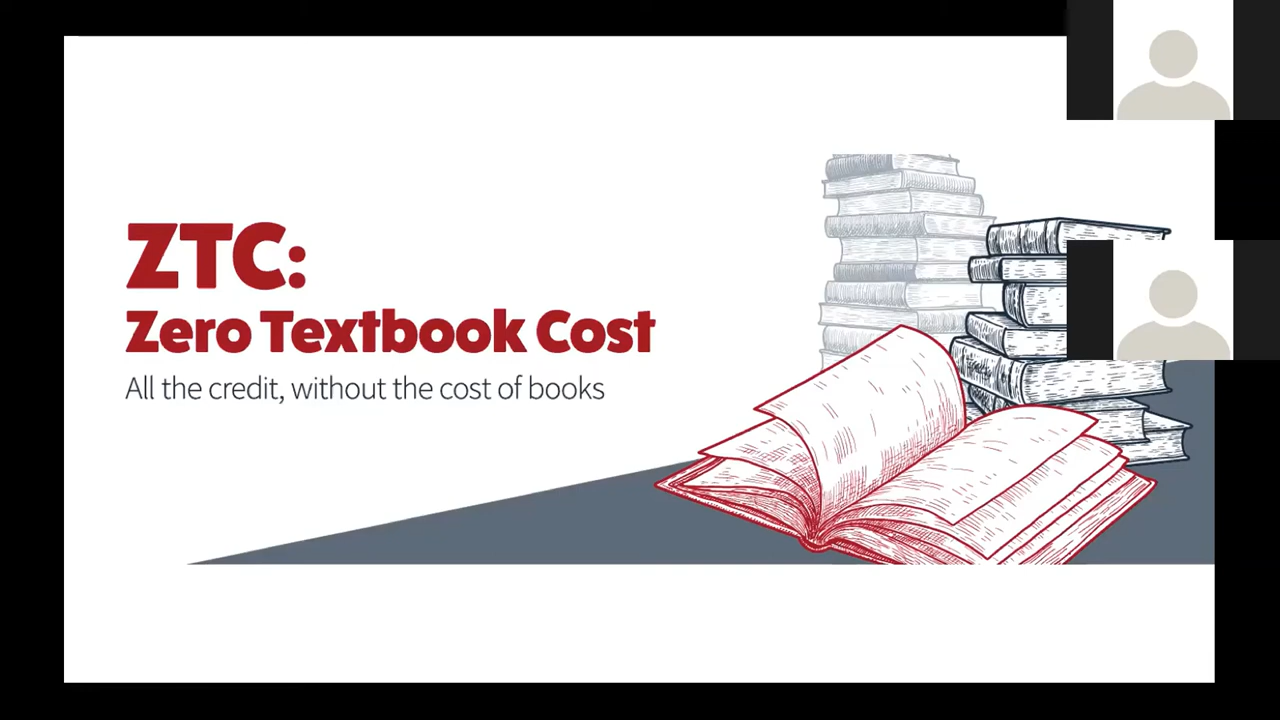 ZTC:
Zero Textbook Cost
All the credit, without the cost of books